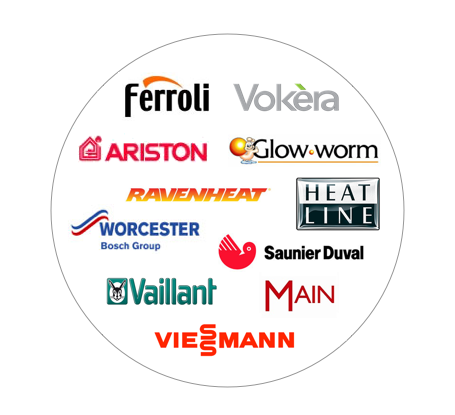 Ferroli
Vokèra
ARISTON
Glow·worm
RAVENHEAT
HEAT
LINE
WORCESTER
Bosch Group
Saunier Duval
Vaillant
MAIN
VIESSMANN